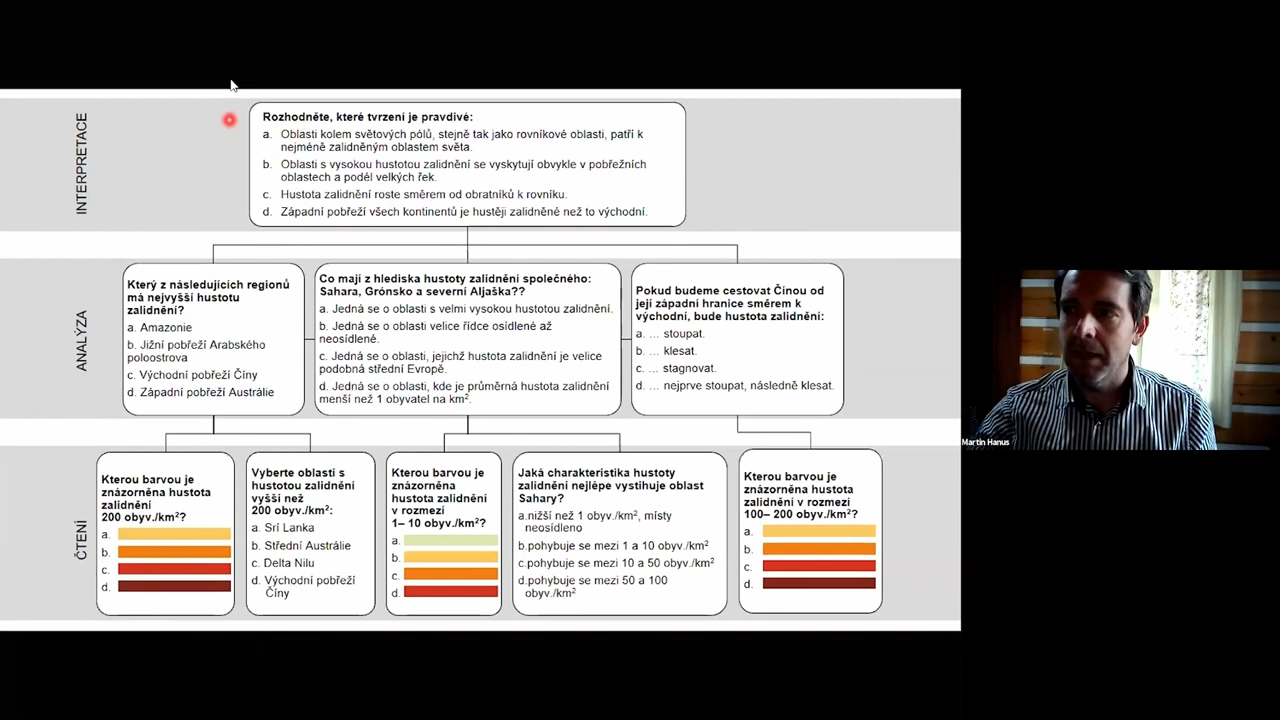 INTERPRETACE
Rozhodněte, které tvrzení je pravdivé:
a. Oblasti kolem světových pólů, stejně tak jako rovníkové oblasti, patří k
nejméně zalidněným oblastem světa.
b. Oblasti s vysokou hustotou zalidnění se vyskytují obvykle v pobřežních
oblastech a podél velkých řek.
c. Hustota zalidnění roste směrem od obratníků k rovníku.
d. Západní pobřeží všech kontinentů je hustěji zalidněné než to východní.
ANALÝZA
Který z následujících regionů
má nejvyšší hustotu
zalidnění?
a. Amazonie
b. Jižní pobřeží Arabského
poloostrova
c. Východní pobřeží Číny
d. Západní pobřeží Austrálie
Co mají z hlediska hustoty zalidnění společného:
Sahara, Grónsko a severní Aljaška??
a. Jedná se o oblasti s velmi vysokou hustotou zalidnění.
b. Jedná se o oblasti velice řídce osídlené až
neosídlené.
c. Jedná se o oblasti, jejichž hustota zalidnění je velice
podobná střední Evropě.
d. Jedná se o oblasti, kde je průměrná hustota zalidnění
menší než 1 obyvatel na km².
Pokud budeme cestovat Čínou od
její západní hranice směrem k
východní, bude hustota zalidnění:
a. ... stoupat.
b. ... klesat.
c. ... stagnovat.
d. ... nejprve stoupat, následně klesat.
ČTENÍ
Kterou barvou je
znázorněna hustota
zalidnění
200 obyv./km²?
a.
b.
c.
d.
Vyberte oblasti s
hustotou zalidnění
vyšší než
200 obyv./km²:
a. Srí Lanka
b. Střední Austrálie
c. Delta Nilu
d. Východní pobřeží
Číny
Kterou barvou je
znázorněna
hustota zalidnění
v rozmezí
1– 10 obyv./km²?
a.
b.
c.
d.
Jaká charakteristika hustoty
zalidnění nejlépe vystihuje oblast
Sahary?
a.nižší než 1 obyv./km², místy
neosídleno
b.pohybuje se mezi 1 a 10 obyv./km²
c.pohybuje se mezi 10 a 50 obyv./km²
d.pohybuje se mezi 50 a 100
obyv./km²
Kterou barvou je
znázorněna hustota
zalidnění v rozmezí
100– 200 obyv./km²?
a.
b.
c.
d.
Martin Hanus